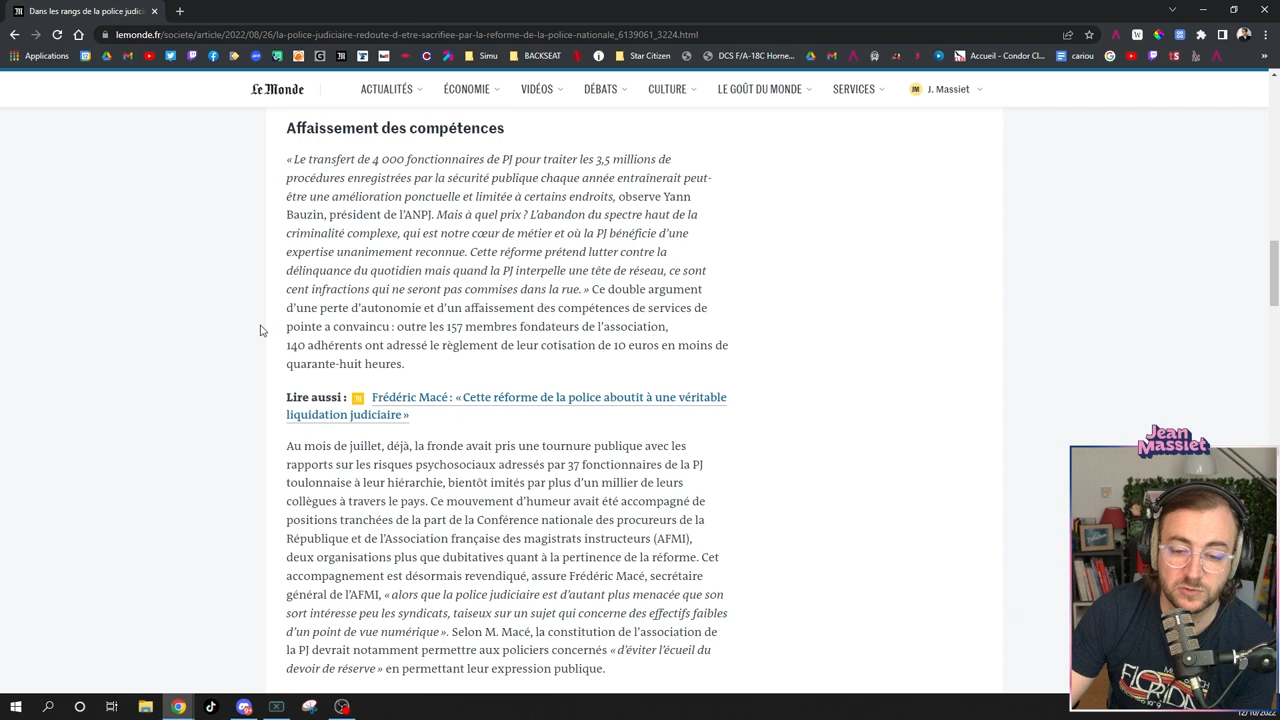 Dans les rangs de la police judici
lemonde.fr/societe/article/2022/08/26/la-police-judiciaire-redoute-d-etre-sacrifiee-par-la-reforme-de-la-police-nationale_6139061_3224.html
Applications Simu BACKSEAT Star Citizen DCS F/A-18C Horne... Accueil - Condor Cl... cariou
Le Monde ACTUALITÉS ÉCONOMIE VIDÉOS DÉBATS CULTURE LE GOÛT DU MONDE SERVICES JM J. Massiet
Affaissement des compétences
« Le transfert de 4 000 fonctionnaires de PJ pour traiter les 3,5 millions de
procédures enregistrées par la sécurité publique chaque année entraînerait peut-
être une amélioration ponctuelle et limitée à certains endroits, observe Yann
Bauzin, président de l’ANPJ. Mais à quel prix ? L’abandon du spectre haut de la
criminalité complexe, qui est notre cœur de métier et où la PJ bénéficie d’une
expertise unanimement reconnue. Cette réforme prétend lutter contre la
délinquance du quotidien mais quand la PJ interpelle une tête de réseau, ce sont
cent infractions qui ne seront pas commises dans la rue. » Ce double argument
d’une perte d’autonomie et d’un affaissement des compétences de services de
pointe a convaincu : outre les 157 membres fondateurs de l’association,
140 adhérents ont adressé le règlement de leur cotisation de 10 euros en moins de
quarante-huit heures.
Lire aussi : Frédéric Macé : « Cette réforme de la police aboutit à une véritable
liquidation judiciaire »
Au mois de juillet, déjà, la fronde avait pris une tournure publique avec les
rapports sur les risques psychosociaux adressés par 37 fonctionnaires de la PJ
toulonnaise à leur hiérarchie, bientôt imités par plus d’un millier de leurs
collègues à travers le pays. Ce mouvement d’humeur avait été accompagné de
positions tranchées de la part de la Conférence nationale des procureurs de la
République et de l’Association française des magistrats instructeurs (AFMI),
deux organisations plus que dubitatives quant à la pertinence de la réforme. Cet
accompagnement est désormais revendiqué, assure Frédéric Macé, secrétaire
général de l’AFMI, « alors que la police judiciaire est d’autant plus menacée que son
sort intéresse peu les syndicats, taiseux sur un sujet qui concerne des effectifs faibles
d’un point de vue numérique ». Selon M. Macé, la constitution de l’association de
la PJ devrait notamment permettre aux policiers concernés « d’éviter l’écueil du
devoir de réserve » en permettant leur expression publique.
Jean
Massiet
FLORIDA
12/10/2022